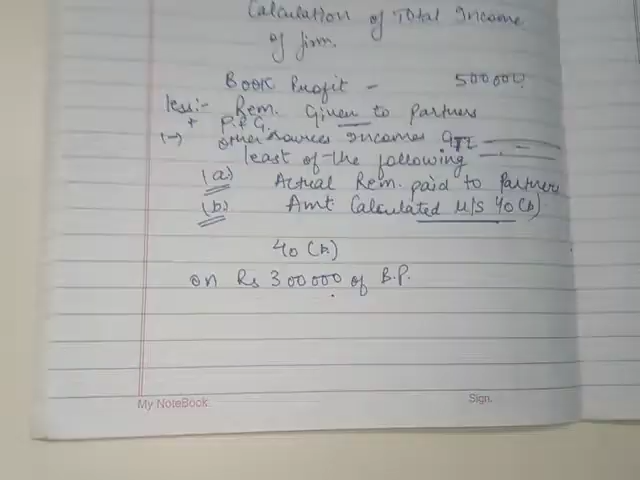 Calculation of Total Income
of firm.
Book Profit - 500000
less:- Rem. Given to Partners
+ P.& G.
(-) other sources Incomes GTI
least of the following
(a) Actual Rem. paid to Partners
(b) Amt Calculated u/s 40(b)
40(b)
on Rs 300000 of B.P.
My NoteBook Sign.